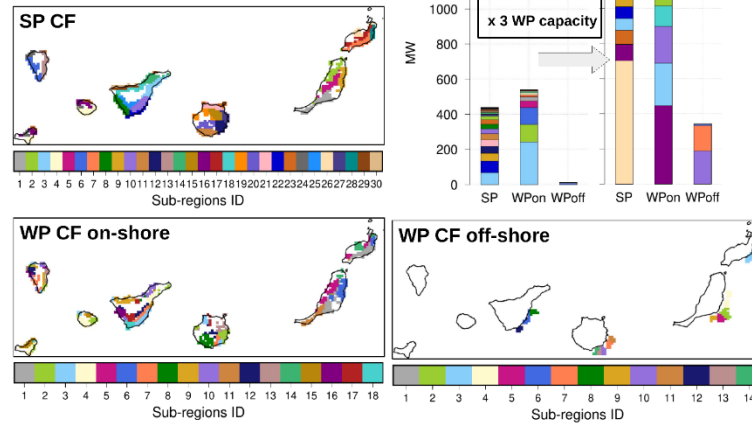 SP CF
1 2 3 4 5 6 7 8 9 10 11 12 13 14 15 16 17 18 19 20 21 22 23 24 25 26 27 28 29 30
Sub-regions ID
x 3 WP capacity
MW
1000
800
600
400
200
0
SP WPon WPoff SP WPon WPoff
WP CF on-shore
1 2 3 4 5 6 7 8 9 10 11 12 13 14 15 16 17 18
Sub-regions ID
WP CF off-shore
1 2 3 4 5 6 7 8 9 10 11 12 13 14
Sub-regions ID